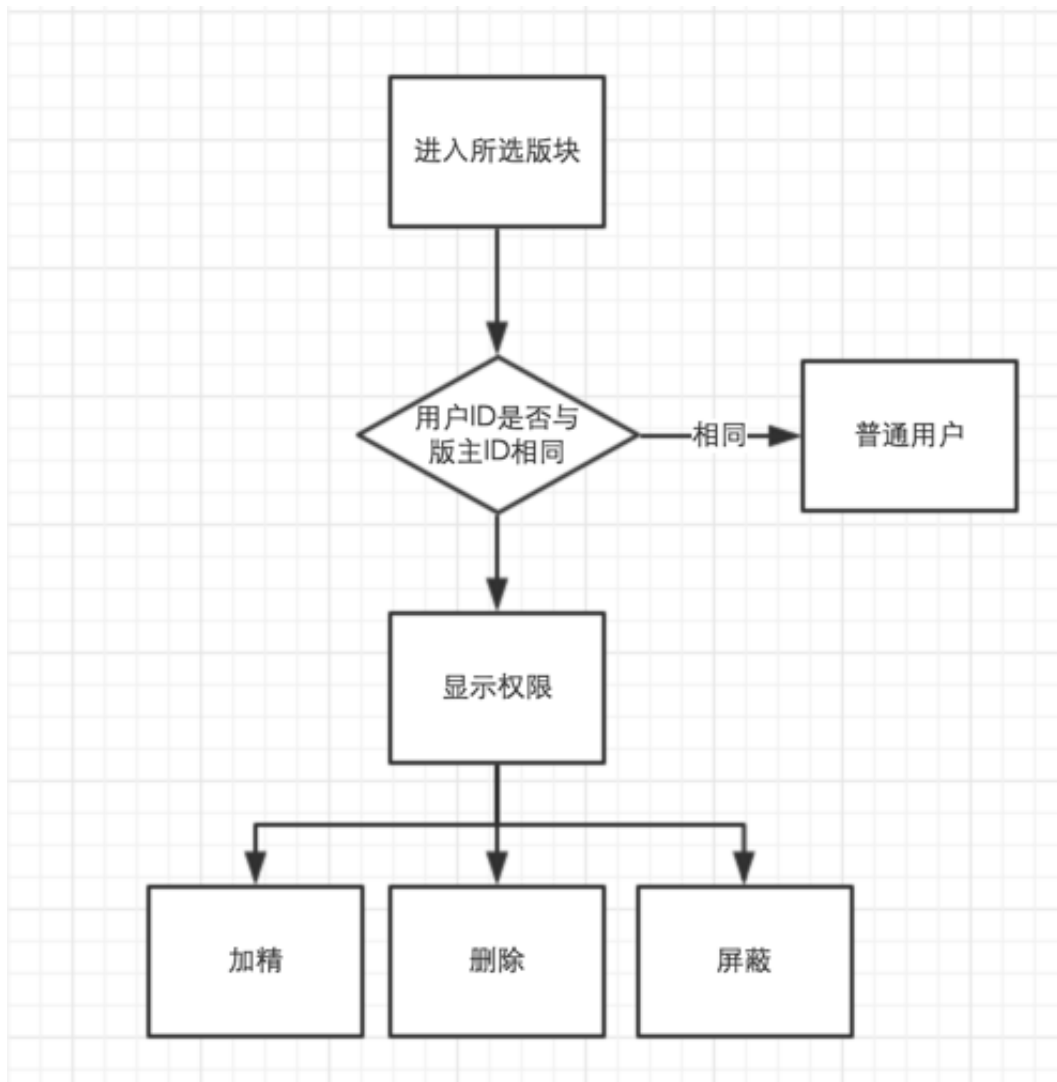 进入所选版块
用户ID是否与
版主ID相同
相同
普通用户
显示权限
加精
删除
屏蔽